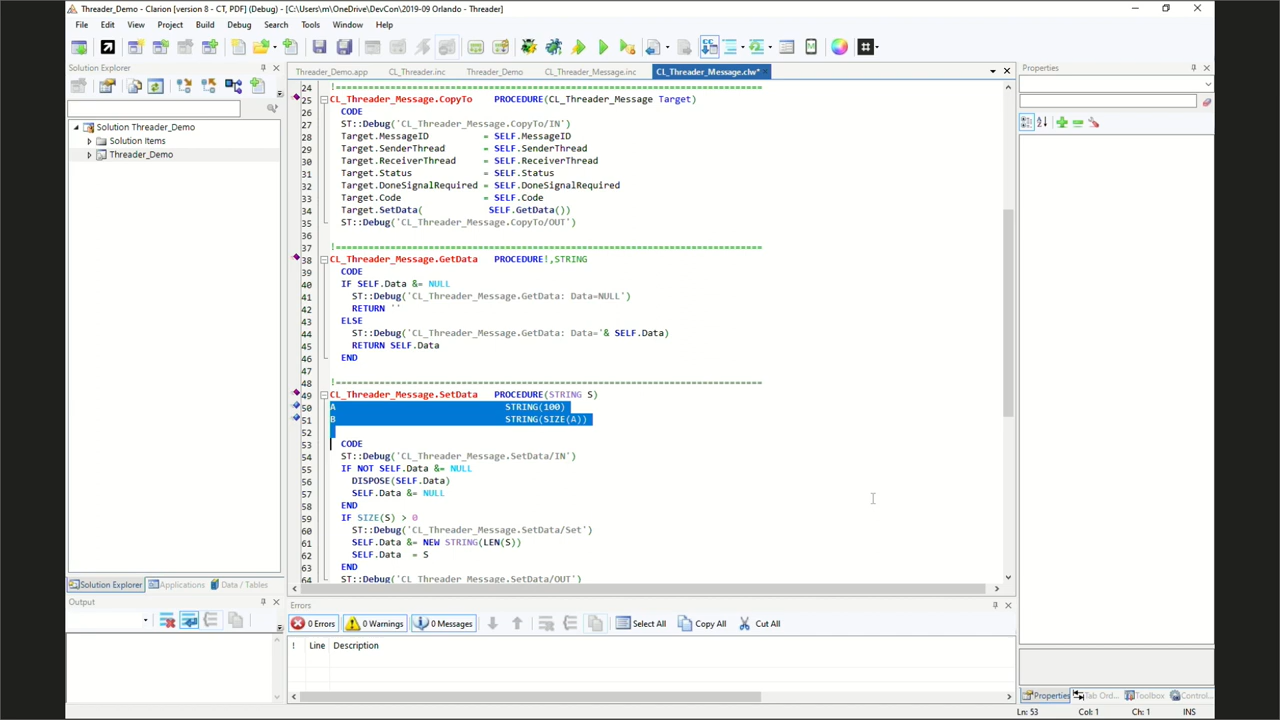 Threader_Demo - Clarion [version 8 - CT, PDF] (Debug) - [C:\Users\m\OneDrive\DevCon\2019-09 Orlando - Threader]
File Edit View Project Build Debug Search Tools Window Help
Solution Explorer
Threader_Demo.app CL_Threader.inc Threader_Demo CL_Threader_Message.inc CL_Threader_Message.clw*
Properties
Solution Threader_Demo
Solution Items
Threader_Demo
24 !==============================================================================
25 CL_Threader_Message.CopyTo PROCEDURE(CL_Threader_Message Target)
26 CODE
27 ST::Debug('CL_Threader_Message.CopyTo/IN')
28 Target.MessageID = SELF.MessageID
29 Target.SenderThread = SELF.SenderThread
30 Target.ReceiverThread = SELF.ReceiverThread
31 Target.Status = SELF.Status
32 Target.DoneSignalRequired = SELF.DoneSignalRequired
33 Target.Code = SELF.Code
34 Target.SetData( SELF.GetData())
35 ST::Debug('CL_Threader_Message.CopyTo/OUT')
36
37 !==============================================================================
38 CL_Threader_Message.GetData PROCEDURE!,STRING
39 CODE
40 IF SELF.Data &= NULL
41 ST::Debug('CL_Threader_Message.GetData: Data=NULL')
42 RETURN ''
43 ELSE
44 ST::Debug('CL_Threader_Message.GetData: Data='& SELF.Data)
45 RETURN SELF.Data
46 END
47
48 !==============================================================================
49 CL_Threader_Message.SetData PROCEDURE(STRING S)
50 A STRING(100)
51 B STRING(SIZE(A))
52
53 CODE
54 ST::Debug('CL_Threader_Message.SetData/IN')
55 IF NOT SELF.Data &= NULL
56 DISPOSE(SELF.Data)
57 SELF.Data &= NULL
58 END
59 IF SIZE(S) > 0
60 ST::Debug('CL_Threader_Message.SetData/Set')
61 SELF.Data &= NEW STRING(LEN(S))
62 SELF.Data = S
63 END
64 ST::Debug('CL_Threader_Message.SetData/OUT')
Solution Explorer Applications Data / Tables
Output
Errors
0 Errors 0 Warnings 0 Messages Select All Copy All Cut All
! Line Description
Properties Tab Ord... Toolbox Control...
Ln: 53 Col: 1 Ch: 1 INS